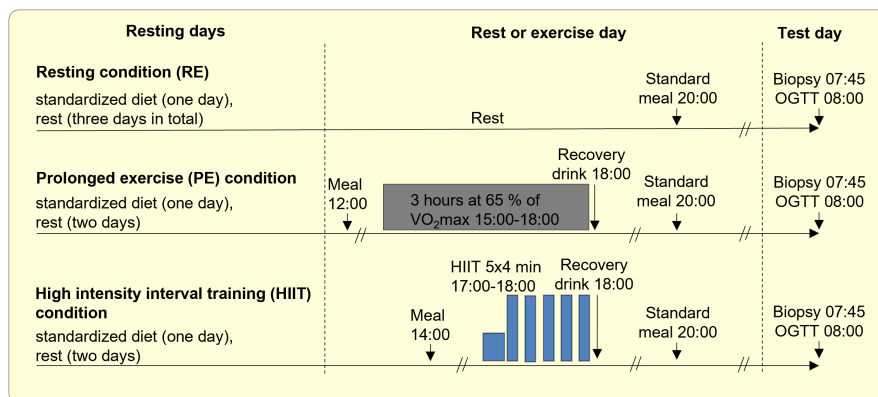 Resting days
Rest or exercise day
Test day
Resting condition (RE)
standardized diet (one day),
rest (three days in total)
Rest
Standard
meal 20:00
Biopsy 07:45
OGTT 08:00
Prolonged exercise (PE) condition
standardized diet (one day),
rest (two days)
Meal
12:00
3 hours at 65 % of
VO₂max 15:00-18:00
Recovery
drink 18:00
Standard
meal 20:00
Biopsy 07:45
OGTT 08:00
High intensity interval training (HIIT)
condition
standardized diet (one day),
rest (two days)
Meal
14:00
HIIT 5x4 min
17:00-18:00
Recovery
drink 18:00
Standard
meal 20:00
Biopsy 07:45
OGTT 08:00